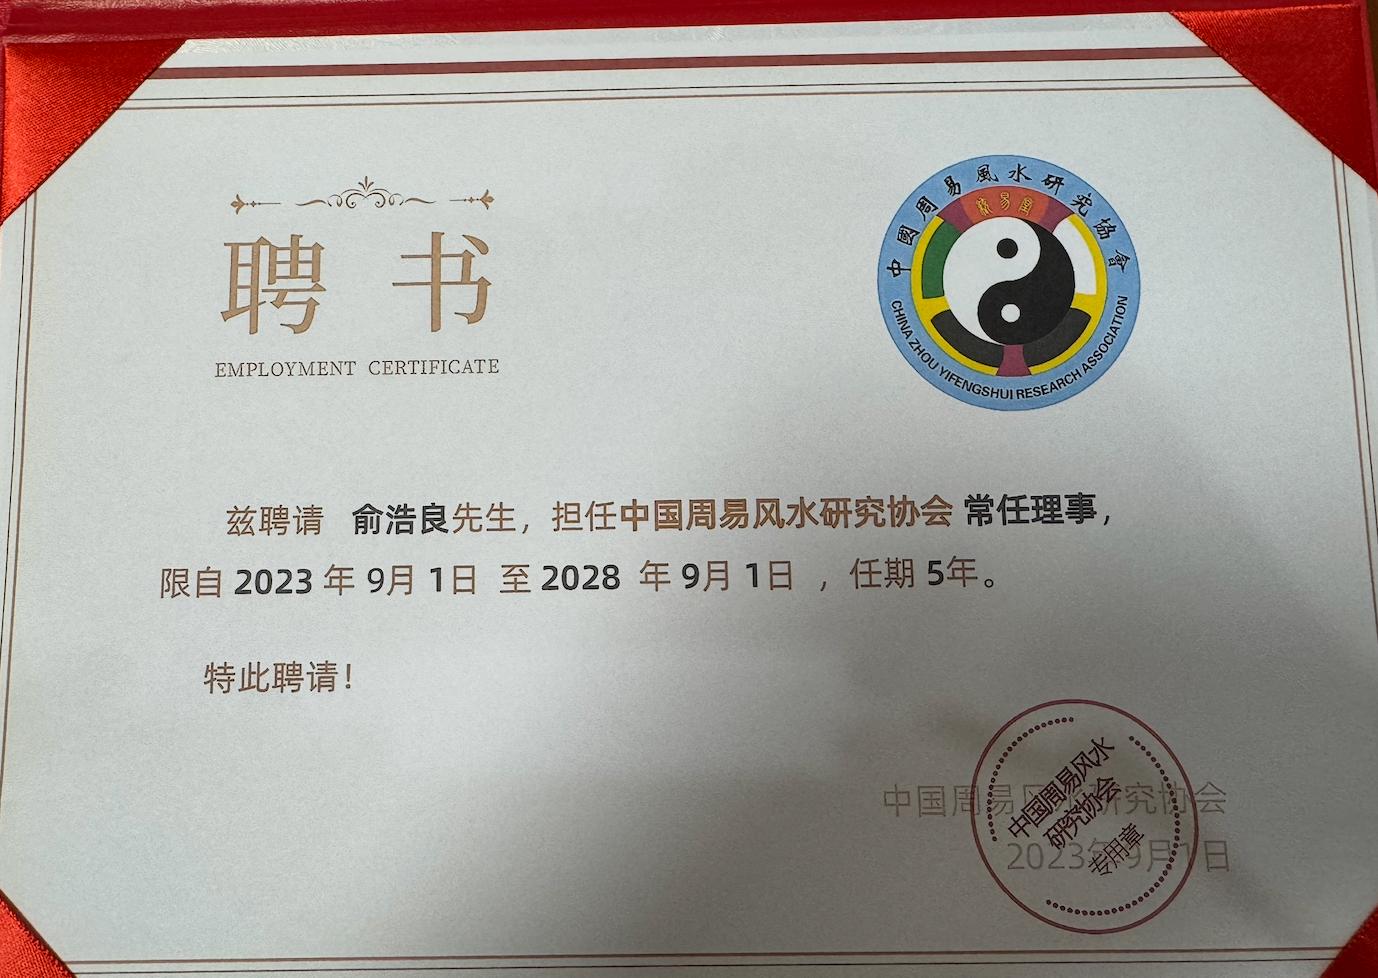 聘书
EMPLOYMENT CERTIFICATE
中國周易風水研究協會
CHINA ZHOU YIFENGSHUI RESEARCH ASSOCIATION
兹聘请 俞浩良先生，担任中国周易风水研究协会 常任理事，
限自 2023 年 9月 1日 至 2028 年 9月 1日 ，任期 5年。
特此聘请！
中国周易风水研究协会
2023年9月1日
中国周易风水
研究协会
专用章